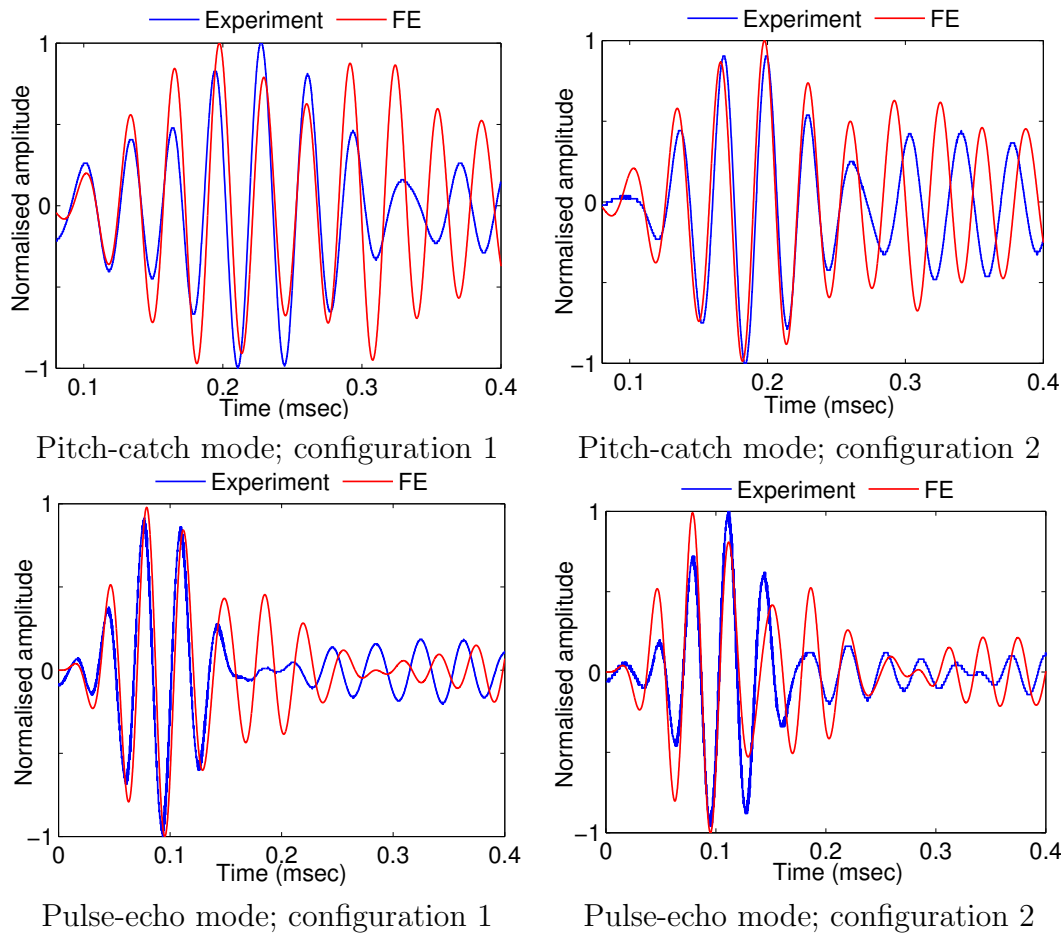 Experiment FE
Experiment FE
1
0
−1
Normalised amplitude
0.1 0.2 0.3 0.4
Time (msec)
1
0
−1
Normalised amplitude
0.1 0.2 0.3 0.4
Time (msec)
Pitch-catch mode; configuration 1
Pitch-catch mode; configuration 2
Experiment FE
Experiment FE
1
0
−1
Normalised amplitude
0 0.1 0.2 0.3 0.4
Time (msec)
1
0
−1
Normalised amplitude
0 0.1 0.2 0.3 0.4
Time (msec)
Pulse-echo mode; configuration 1
Pulse-echo mode; configuration 2